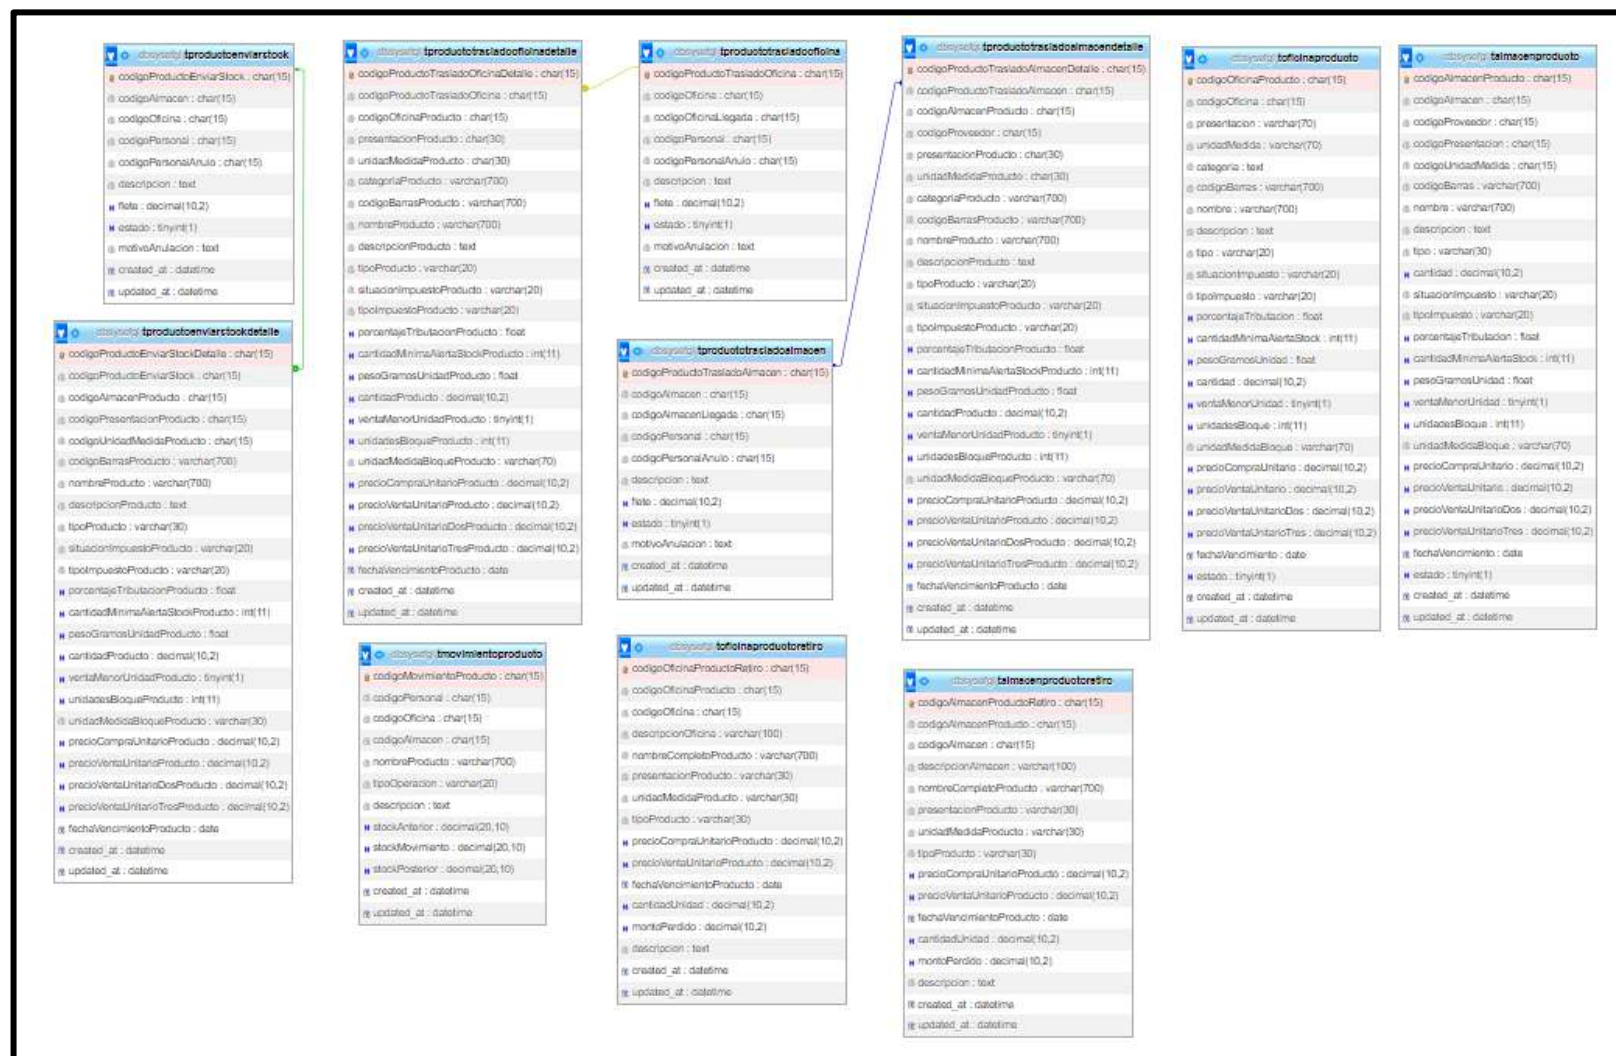 dbsysefgl tproductoenviarstock
codigoProductoEnviarStock : char(15)
codigoAlmacen : char(15)
codigoOficina : char(15)
codigoPersonal : char(15)
codigoPersonalAnulo : char(15)
descripcion : text
flete : decimal(10,2)
estado : tinyint(1)
motivoAnulacion : text
created_at : datetime
updated_at : datetime
tproductoenviarstockdetalle
codigoProductoEnviarStockDetalle : char(15)
codigoProductoEnviarStock : char(15)
codigoAlmacenProducto : char(15)
codigoPresentacionProducto : char(15)
codigoUnidadMedidaProducto : char(15)
codigoBarrasProducto : varchar(700)
nombreProducto : varchar(700)
descripcionProducto : text
tipoProducto : varchar(30)
situacionImpuestoProducto : varchar(20)
tipoImpuestoProducto : varchar(20)
porcentajeTributacionProducto : float
cantidadMinimaAlertaStockProducto : int(11)
pesoGramosUnidadProducto : float
cantidadProducto : decimal(10,2)
ventaMenorUnidadProducto : tinyint(1)
unidadesBloqueProducto : int(11)
unidadMedidaBloqueProducto : varchar(30)
precioCompraUnitarioProducto : decimal(10,2)
precioVentaUnitarioProducto : decimal(10,2)
precioVentaUnitarioDosProducto : decimal(10,2)
precioVentaUnitarioTresProducto : decimal(10,2)
fechaVencimientoProducto : date
created_at : datetime
updated_at : datetime
tproductotrasladooficinadetalle
codigoProductoTrasladoOficinaDetalle : char(15)
codigoProductoTrasladoOficina : char(15)
codigoOficinaProducto : char(15)
presentacionProducto : char(30)
unidadMedidaProducto : char(30)
categoriaProducto : varchar(700)
codigoBarrasProducto : varchar(700)
nombreProducto : varchar(700)
descripcionProducto : text
tipoProducto : varchar(20)
situacionImpuestoProducto : varchar(20)
tipoImpuestoProducto : varchar(20)
porcentajeTributacionProducto : float
cantidadMinimaAlertaStockProducto : int(11)
pesoGramosUnidadProducto : float
cantidadProducto : decimal(10,2)
ventaMenorUnidadProducto : tinyint(1)
unidadesBloqueProducto : int(11)
unidadMedidaBloqueProducto : varchar(70)
precioCompraUnitarioProducto : decimal(10,2)
precioVentaUnitarioProducto : decimal(10,2)
precioVentaUnitarioDosProducto : decimal(10,2)
precioVentaUnitarioTresProducto : decimal(10,2)
fechaVencimientoProducto : date
created_at : datetime
updated_at : datetime
tmovimientoproducto
codigoMovimientoProducto : char(15)
codigoPersonal : char(15)
codigoOficina : char(15)
codigoAlmacen : char(15)
nombreProducto : varchar(700)
tipoOperacion : varchar(20)
descripcion : text
stockAnterior : decimal(20,10)
stockMovimiento : decimal(20,10)
stockPosterior : decimal(20,10)
created_at : datetime
updated_at : datetime
tproductotrasladooficina
codigoProductoTrasladoOficina : char(15)
codigoOficina : char(15)
codigoOficinaLlegada : char(15)
codigoPersonal : char(15)
codigoPersonalAnulo : char(15)
descripcion : text
flete : decimal(10,2)
estado : tinyint(1)
motivoAnulacion : text
created_at : datetime
updated_at : datetime
tproductotrasladoalmacen
codigoProductoTrasladoAlmacen : char(15)
codigoAlmacen : char(15)
codigoAlmacenLlegada : char(15)
codigoPersonal : char(15)
codigoPersonalAnulo : char(15)
descripcion : text
flete : decimal(10,2)
estado : tinyint(1)
motivoAnulacion : text
created_at : datetime
updated_at : datetime
toficinaproductoretiro
codigoOficinaProductoRetiro : char(15)
codigoOficinaProducto : char(15)
codigoOficina : char(15)
descripcionOficina : varchar(100)
nombreCompletoProducto : varchar(700)
presentacionProducto : varchar(30)
unidadMedidaProducto : varchar(30)
tipoProducto : varchar(30)
precioCompraUnitarioProducto : decimal(10,2)
precioVentaUnitarioProducto : decimal(10,2)
fechaVencimientoProducto : date
cantidadUnidad : decimal(10,2)
montoPerdido : decimal(10,2)
descripcion : text
created_at : datetime
updated_at : datetime
tproductotrasladoalmacendetalle
codigoProductoTrasladoAlmacenDetalle : char(15)
codigoProductoTrasladoAlmacen : char(15)
codigoAlmacenProducto : char(15)
codigoProveedor : char(15)
presentacionProducto : char(30)
unidadMedidaProducto : char(30)
categoriaProducto : varchar(700)
codigoBarrasProducto : varchar(700)
nombreProducto : varchar(700)
descripcionProducto : text
tipoProducto : varchar(20)
situacionImpuestoProducto : varchar(20)
tipoImpuestoProducto : varchar(20)
porcentajeTributacionProducto : float
cantidadMinimaAlertaStockProducto : int(11)
pesoGramosUnidadProducto : float
cantidadProducto : decimal(10,2)
ventaMenorUnidadProducto : tinyint(1)
unidadesBloqueProducto : int(11)
unidadMedidaBloqueProducto : varchar(70)
precioCompraUnitarioProducto : decimal(10,2)
precioVentaUnitarioProducto : decimal(10,2)
precioVentaUnitarioDosProducto : decimal(10,2)
precioVentaUnitarioTresProducto : decimal(10,2)
fechaVencimientoProducto : date
created_at : datetime
updated_at : datetime
talmacenproductoretiro
codigoAlmacenProductoRetiro : char(15)
codigoAlmacenProducto : char(15)
codigoAlmacen : char(15)
descripcionAlmacen : varchar(100)
nombreCompletoProducto : varchar(700)
presentacionProducto : varchar(30)
unidadMedidaProducto : varchar(30)
tipoProducto : varchar(30)
precioCompraUnitarioProducto : decimal(10,2)
precioVentaUnitarioProducto : decimal(10,2)
fechaVencimientoProducto : date
cantidadUnidad : decimal(10,2)
montoPerdido : decimal(10,2)
descripcion : text
created_at : datetime
updated_at : datetime
toficinaproducto
codigoOficinaProducto : char(15)
codigoOficina : char(15)
presentacion : varchar(70)
unidadMedida : varchar(70)
categoria : text
codigoBarras : varchar(700)
nombre : varchar(700)
descripcion : text
tipo : varchar(20)
situacionImpuesto : varchar(20)
tipoImpuesto : varchar(20)
porcentajeTributacion : float
cantidadMinimaAlertaStock : int(11)
pesoGramosUnidad : float
cantidad : decimal(10,2)
ventaMenorUnidad : tinyint(1)
unidadesBloque : int(11)
unidadMedidaBloque : varchar(70)
precioCompraUnitario : decimal(10,2)
precioVentaUnitario : decimal(10,2)
precioVentaUnitarioDos : decimal(10,2)
precioVentaUnitarioTres : decimal(10,2)
fechaVencimiento : date
estado : tinyint(1)
created_at : datetime
updated_at : datetime
talmacenproducto
codigoAlmacenProducto : char(15)
codigoAlmacen : char(15)
codigoProveedor : char(15)
codigoPresentacion : char(15)
codigoUnidadMedida : char(15)
codigoBarras : varchar(700)
nombre : varchar(700)
descripcion : text
tipo : varchar(30)
cantidad : decimal(10,2)
situacionImpuesto : varchar(20)
tipoImpuesto : varchar(20)
porcentajeTributacion : float
cantidadMinimaAlertaStock : int(11)
pesoGramosUnidad : float
ventaMenorUnidad : tinyint(1)
unidadesBloque : int(11)
unidadMedidaBloque : varchar(70)
precioCompraUnitario : decimal(10,2)
precioVentaUnitario : decimal(10,2)
precioVentaUnitarioDos : decimal(10,2)
precioVentaUnitarioTres : decimal(10,2)
fechaVencimiento : date
estado : tinyint(1)
created_at : datetime
updated_at : datetime